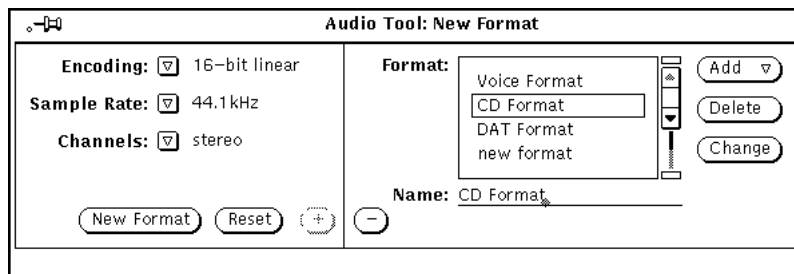 Audio Tool: New Format
Encoding: 16-bit linear
Sample Rate: 44.1kHz
Channels: stereo
New Format
Reset
+
Format:
Voice Format
CD Format
DAT Format
new format
Add
Delete
Change
Name: CD Format
−